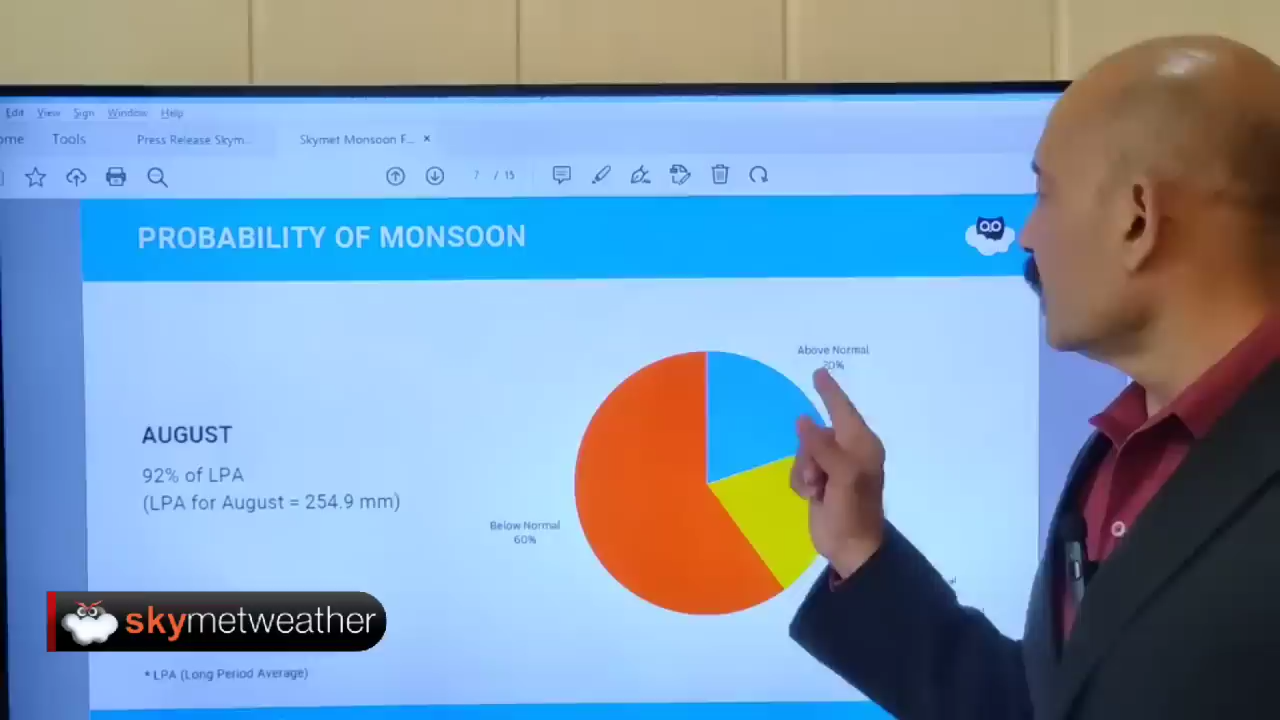 Edit View Sign Window Help
ome Tools Press Release Skym... Skymet Monsoon F... ×
7 / 15
PROBABILITY OF MONSOON
Above Normal
20%
AUGUST
92% of LPA
(LPA for August = 254.9 mm)
Below Normal
60%
skymetweather
* LPA (Long Period Average)